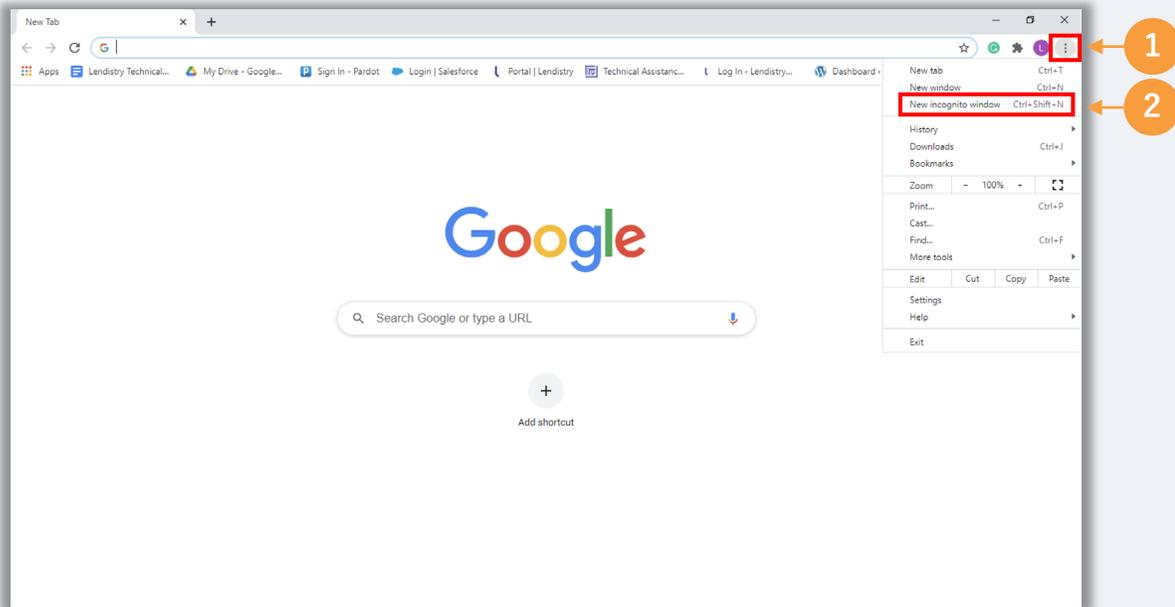 New Tab
1
Apps Lendistry Technical... My Drive - Google... Sign In - Pardot Login | Salesforce Portal | Lendistry Technical Assistanc... Log In ‹ Lendistry... Dashboard ‹
New tab Ctrl+T
New window Ctrl+N
New incognito window Ctrl+Shift+N
2
History
Downloads Ctrl+J
Bookmarks
Zoom - 100% +
Print... Ctrl+P
Cast...
Find... Ctrl+F
More tools
Edit Cut Copy Paste
Settings
Help
Exit
Google
Search Google or type a URL
Add shortcut